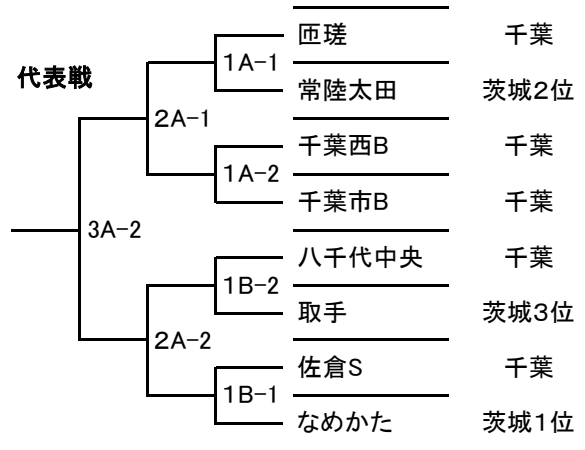 匝瑳 千葉
1A-1
代表戦
常陸太田 茨城2位
2A-1
千葉西B 千葉
1A-2
千葉市B 千葉
3A-2
八千代中央 千葉
1B-2
取手 茨城3位
2A-2
佐倉S 千葉
1B-1
なめかた 茨城1位